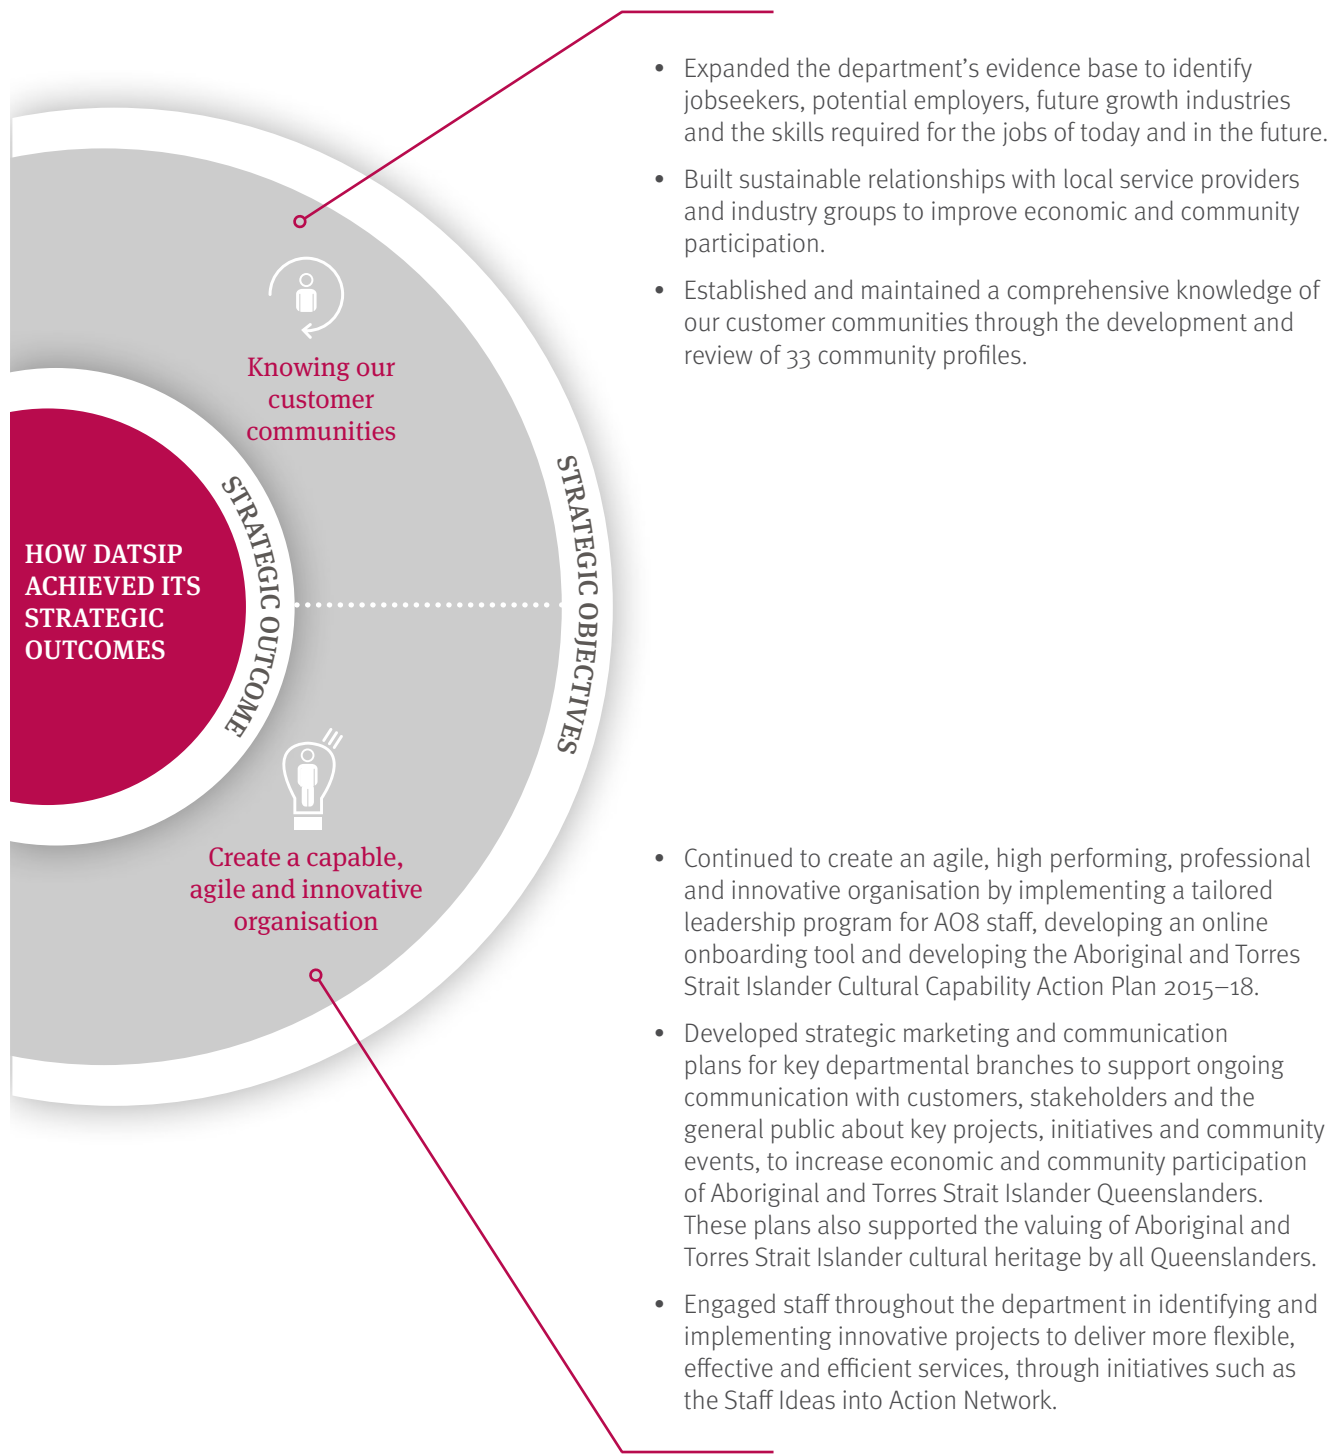 • Expanded the department’s evidence base to identify
jobseekers, potential employers, future growth industries
and the skills required for the jobs of today and in the future.
• Built sustainable relationships with local service providers
and industry groups to improve economic and community
participation.
• Established and maintained a comprehensive knowledge of
our customer communities through the development and
review of 33 community profiles.
Knowing our
customer
communities
HOW DATSIP
ACHIEVED ITS
STRATEGIC
OUTCOMES
STRATEGIC OUTCOME
STRATEGIC OBJECTIVES
Create a capable,
agile and innovative
organisation
• Continued to create an agile, high performing, professional
and innovative organisation by implementing a tailored
leadership program for AO8 staff, developing an online
onboarding tool and developing the Aboriginal and Torres
Strait Islander Cultural Capability Action Plan 2015–18.
• Developed strategic marketing and communication
plans for key departmental branches to support ongoing
communication with customers, stakeholders and the
general public about key projects, initiatives and community
events, to increase economic and community participation
of Aboriginal and Torres Strait Islander Queenslanders.
These plans also supported the valuing of Aboriginal and
Torres Strait Islander cultural heritage by all Queenslanders.
• Engaged staff throughout the department in identifying and
implementing innovative projects to deliver more flexible,
effective and efficient services, through initiatives such as
the Staff Ideas into Action Network.